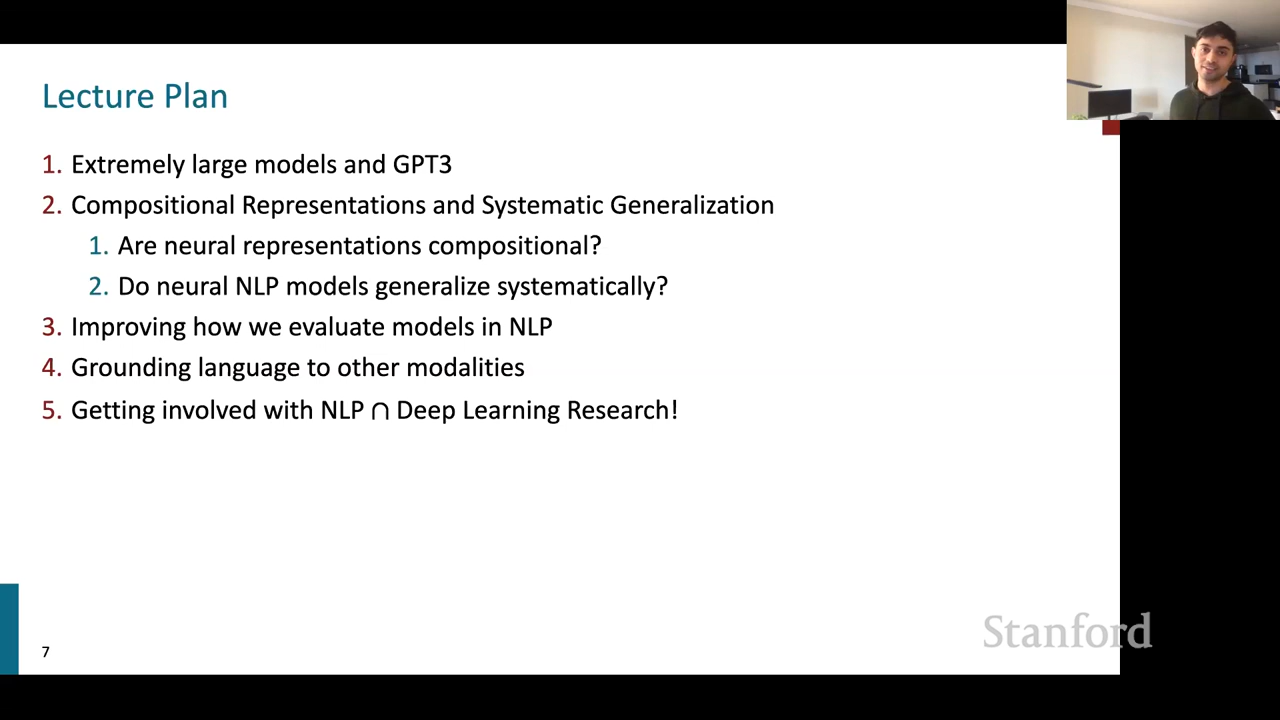 Lecture Plan
1. Extremely large models and GPT3
2. Compositional Representations and Systematic Generalization
1. Are neural representations compositional?
2. Do neural NLP models generalize systematically?
3. Improving how we evaluate models in NLP
4. Grounding language to other modalities
5. Getting involved with NLP ∩ Deep Learning Research!
Stanford
7